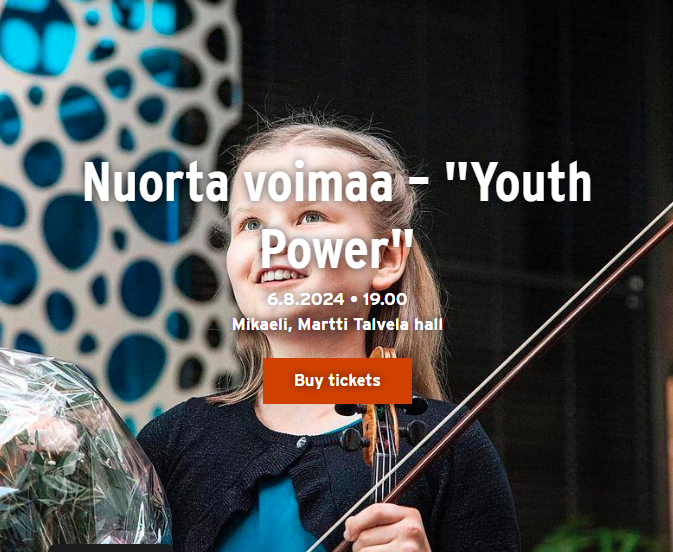 Nuorta voimaa – "Youth
Power"
6.8.2024 • 19.00
Mikaeli, Martti Talvela hall
Buy tickets